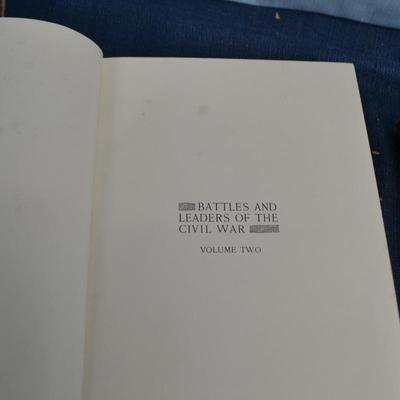 BATTLES AND
LEADERS OF THE
CIVIL WAR
VOLUME TWO